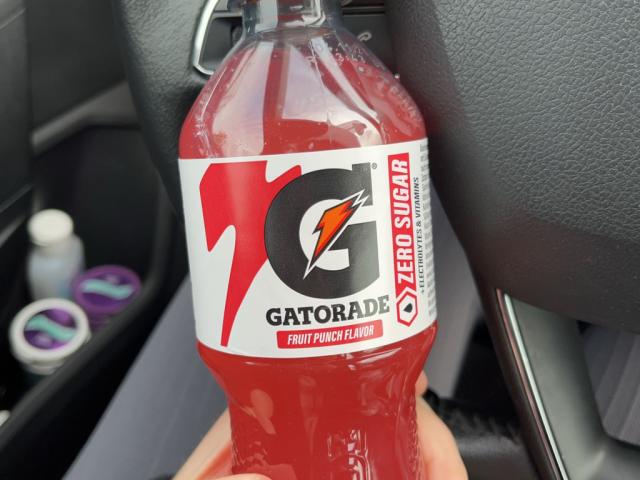 G
®
GATORADE
FRUIT PUNCH FLAVOR
ZERO SUGAR
+ELECTROLYTES & VITAMINS